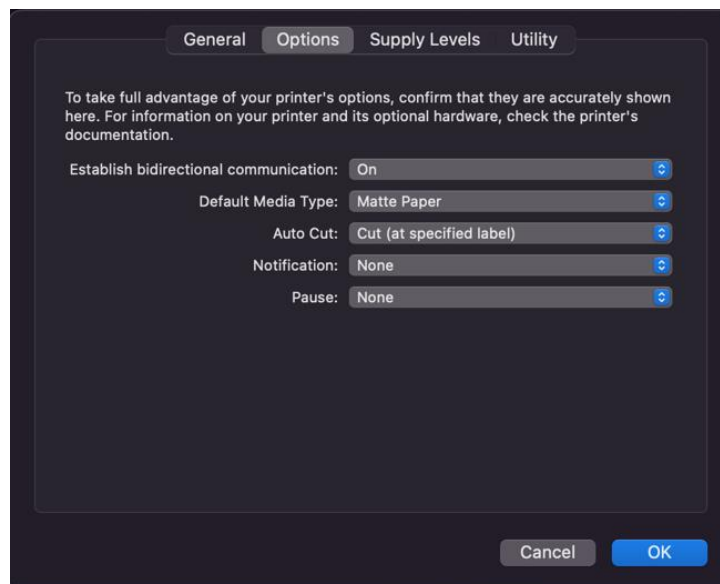 General Options Supply Levels Utility
To take full advantage of your printer's options, confirm that they are accurately shown
here. For information on your printer and its optional hardware, check the printer's
documentation.
Establish bidirectional communication: On
Default Media Type: Matte Paper
Auto Cut: Cut (at specified label)
Notification: None
Pause: None
Cancel OK